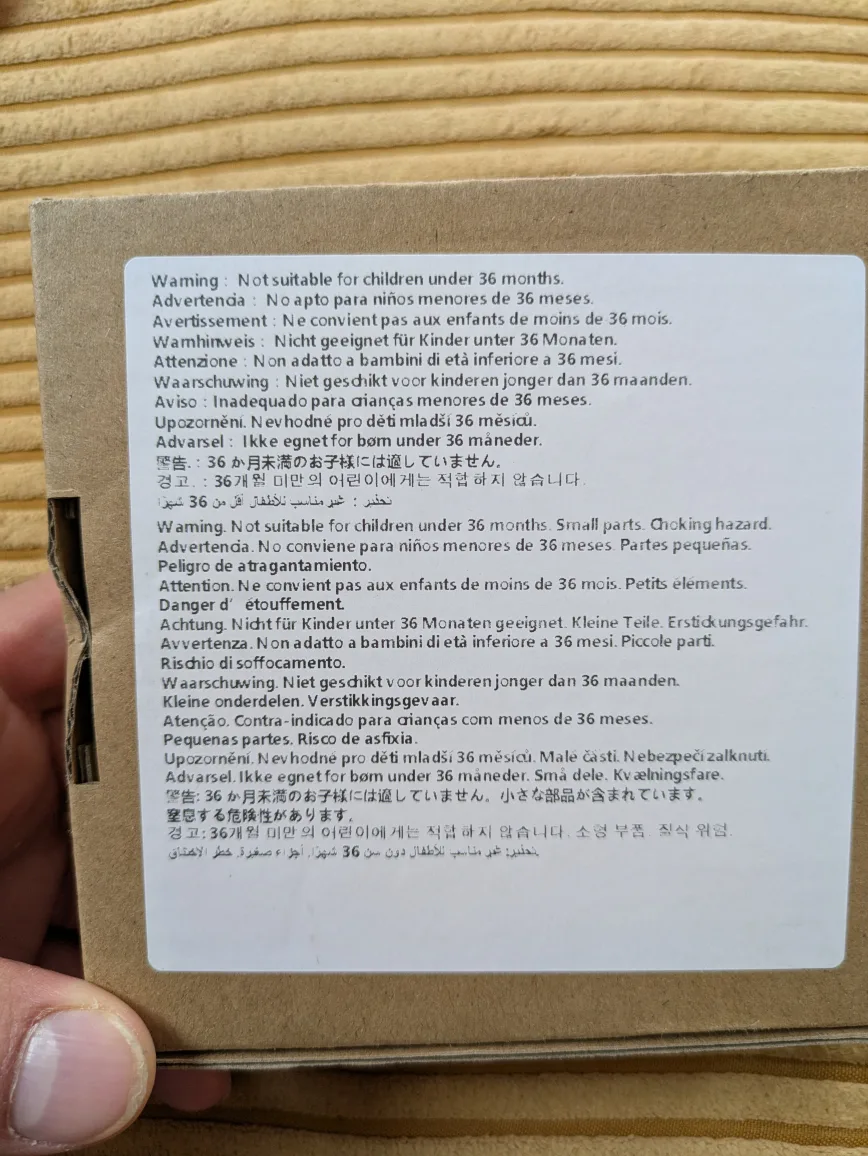 Warning : Not suitable for children under 36 months.
Advertencia : No apto para niños menores de 36 meses.
Avertissement : Ne convient pas aux enfants de moins de 36 mois.
Warnhinweis : Nicht geeignet für Kinder unter 36 Monaten.
Attenzione : Non adatto a bambini di età inferiore a 36 mesi.
Waarschuwing : Niet geschikt voor kinderen jonger dan 36 maanden.
Aviso : Inadequado para crianças menores de 36 meses.
Upozornění. Nevhodné pro děti mladší 36 měsíců.
Advarsel : Ikke egnet for børn under 36 måneder.
警告. : 36 か月未満のお子様には適していません。
경고. : 36개월 미만의 어린이에게는 적합하지 않습니다.
تحذير : غير مناسب للأطفال أقل من 36 شهرًا
Warning. Not suitable for children under 36 months. Small parts. Choking hazard.
Advertencia. No conviene para niños menores de 36 meses. Partes pequeñas.
Peligro de atragantamiento.
Attention. Ne convient pas aux enfants de moins de 36 mois. Petits éléments.
Danger d’étouffement.
Achtung. Nicht für Kinder unter 36 Monaten geeignet. Kleine Teile. Erstickungsgefahr.
Avvertenza. Non adatto a bambini di età inferiore a 36 mesi. Piccole parti.
Rischio di soffocamento.
Waarschuwing. Niet geschikt voor kinderen jonger dan 36 maanden.
Kleine onderdelen. Verstikkingsgevaar.
Atenção. Contra-indicado para crianças com menos de 36 meses.
Pequenas partes. Risco de asfixia.
Upozornění. Nevhodné pro děti mladší 36 měsíců. Malé části. Nebezpečí zalknutí.
Advarsel. Ikke egnet for børn under 36 måneder. Små dele. Kvælningsfare.
警告: 36 か月未満のお子様には適していません。小さな部品が含まれています。
窒息する危険性があります。
경고: 36개월 미만의 어린이에게는 적합하지 않습니다. 소형 부품. 질식 위험.
تحذير: غير مناسب للأطفال دون سن 36 شهرًا. أجزاء صغيرة. خطر الاختناق.